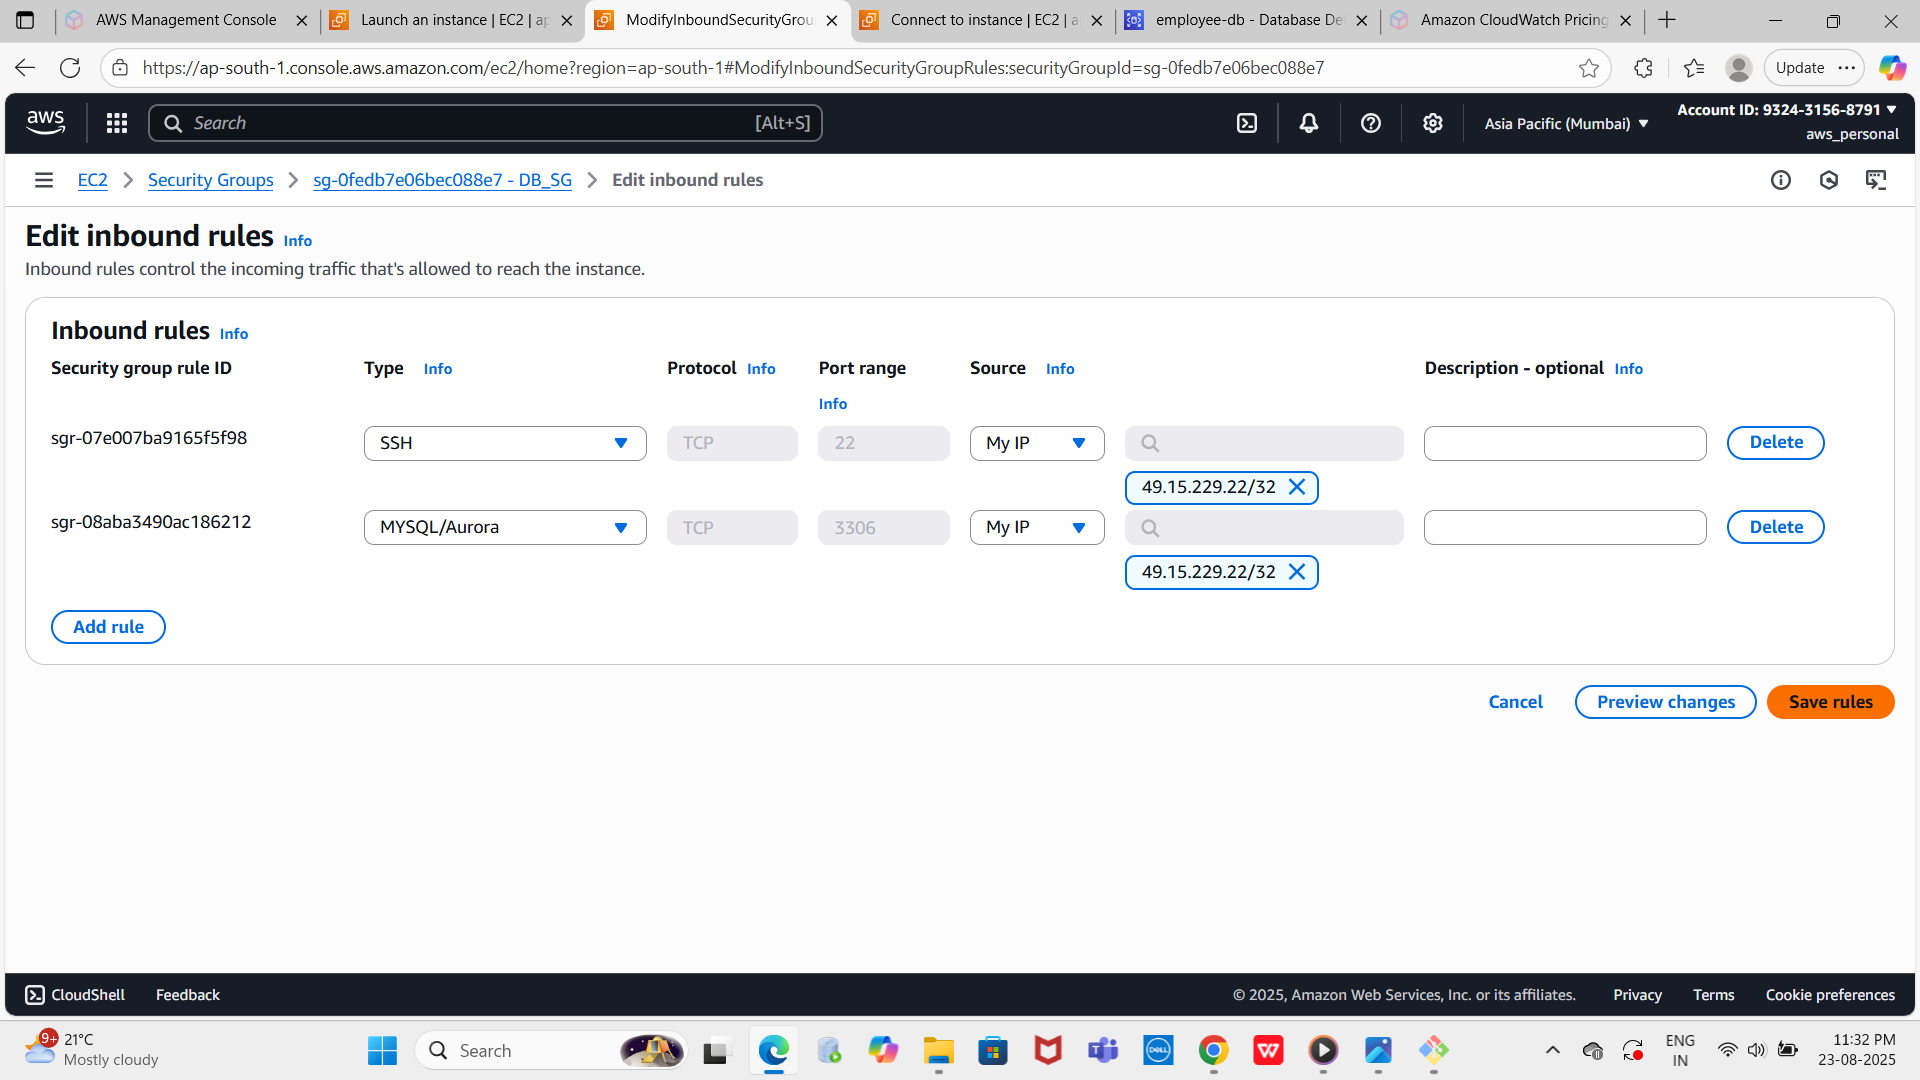 AWS Management Console
Launch an instance | EC2 | ap
ModifyInboundSecurityGrou
Connect to instance | EC2 | a
employee-db - Database De
Amazon CloudWatch Pricing
https://ap-south-1.console.aws.amazon.com/ec2/home?region=ap-south-1#ModifyInboundSecurityGroupRules:securityGroupId=sg-0fedb7e06bec088e7
Update
aws
Search
[Alt+S]
Asia Pacific (Mumbai)
Account ID: 9324-3156-8791
aws_personal
EC2 > Security Groups > sg-0fedb7e06bec088e7 - DB_SG > Edit inbound rules
Edit inbound rules Info
Inbound rules control the incoming traffic that's allowed to reach the instance.
Inbound rules Info
Security group rule ID Type Info Protocol Info Port range Info Source Info Description - optional Info
sgr-07e007ba9165f5f98 SSH TCP 22 My IP Delete
49.15.229.22/32
sgr-08aba3490ac186212 MYSQL/Aurora TCP 3306 My IP Delete
49.15.229.22/32
Add rule
Cancel Preview changes Save rules
CloudShell Feedback © 2025, Amazon Web Services, Inc. or its affiliates. Privacy Terms Cookie preferences
9+
21°C
Mostly cloudy
Search
DELL
W
ENG
IN
11:32 PM
23-08-2025